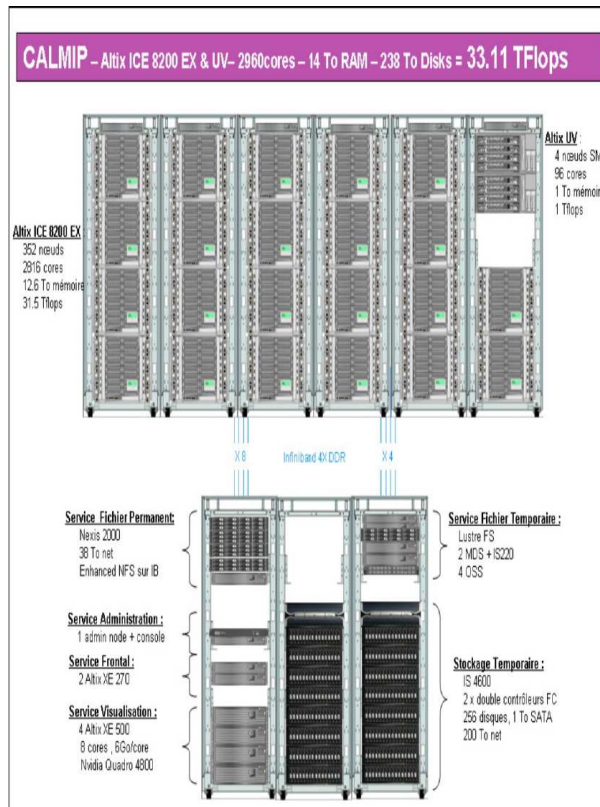 CALMIP – Altix ICE 8200 EX & UV– 2960cores – 14 To RAM – 238 To Disks = 33.11 TFlops
Altix UV :
4 nœuds SM
96 cores
1 To mémoir
1 Tflops
Altix ICE 8200 EX :
352 nœuds
2816 cores
12.6 To mémoire
31.5 Tflops
X 8
Infiniband 4X DDR
X 4
Service Fichier Permanent:
Nexis 2000
38 To net
Enhanced NFS sur IB
Service Fichier Temporaire :
Lustre FS
2 MDS + IS220
4 OSS
Service Administration :
1 admin node + console
Service Frontal :
2 Altix XE 270
Service Visualisation :
4 Altix XE 500
8 cores , 6Go/core
Nvidia Quadro 4800
Stockage Temporaire :
IS 4600
2 x double contrôleurs FC
256 disques, 1 To SATA
200 To net